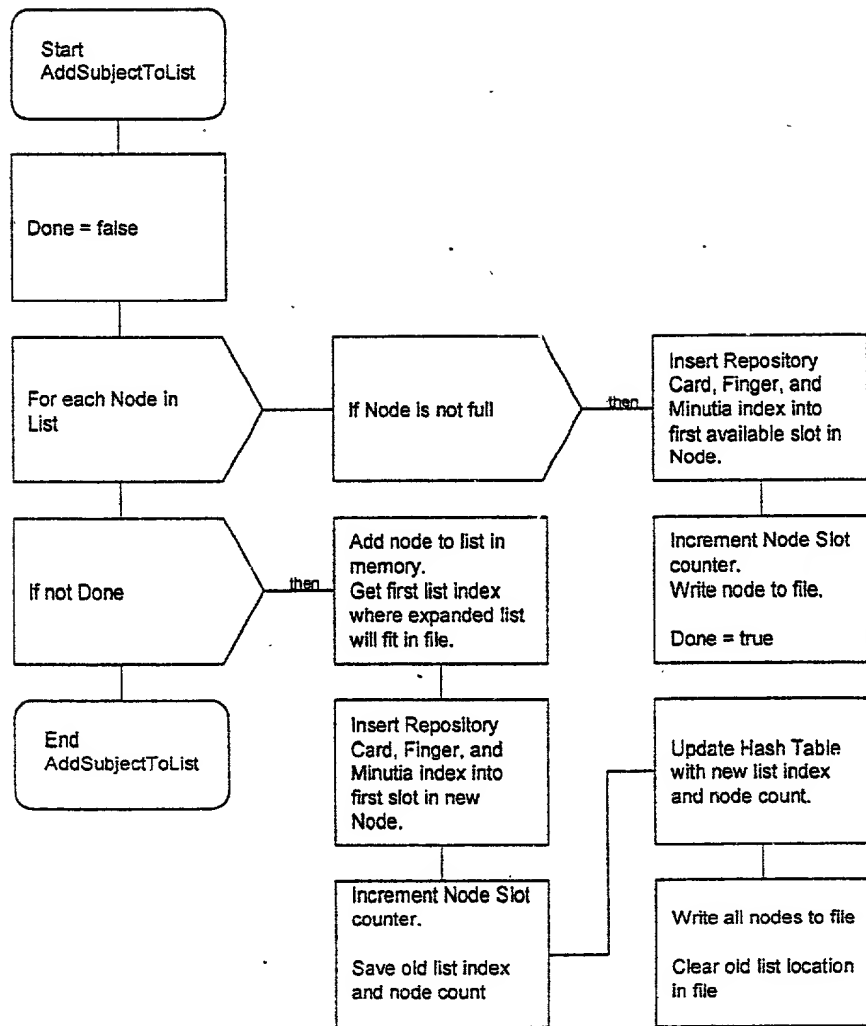 Start
AddSubjectToList
Done = false
For each Node in
List
If Node is not full
then
Insert Repository
Card, Finger, and
Minutia index into
first available slot in
Node.
Increment Node Slot
counter.
Write node to file.
Done = true
If not Done
then
Add node to list in
memory.
Get first list index
where expanded list
will fit in file.
Insert Repository
Card, Finger, and
Minutia index into
first slot in new
Node.
Increment Node Slot
counter.
Save old list index
and node count
Update Hash Table
with new list index
and node count.
Write all nodes to file
Clear old list location
in file
End
AddSubjectToList